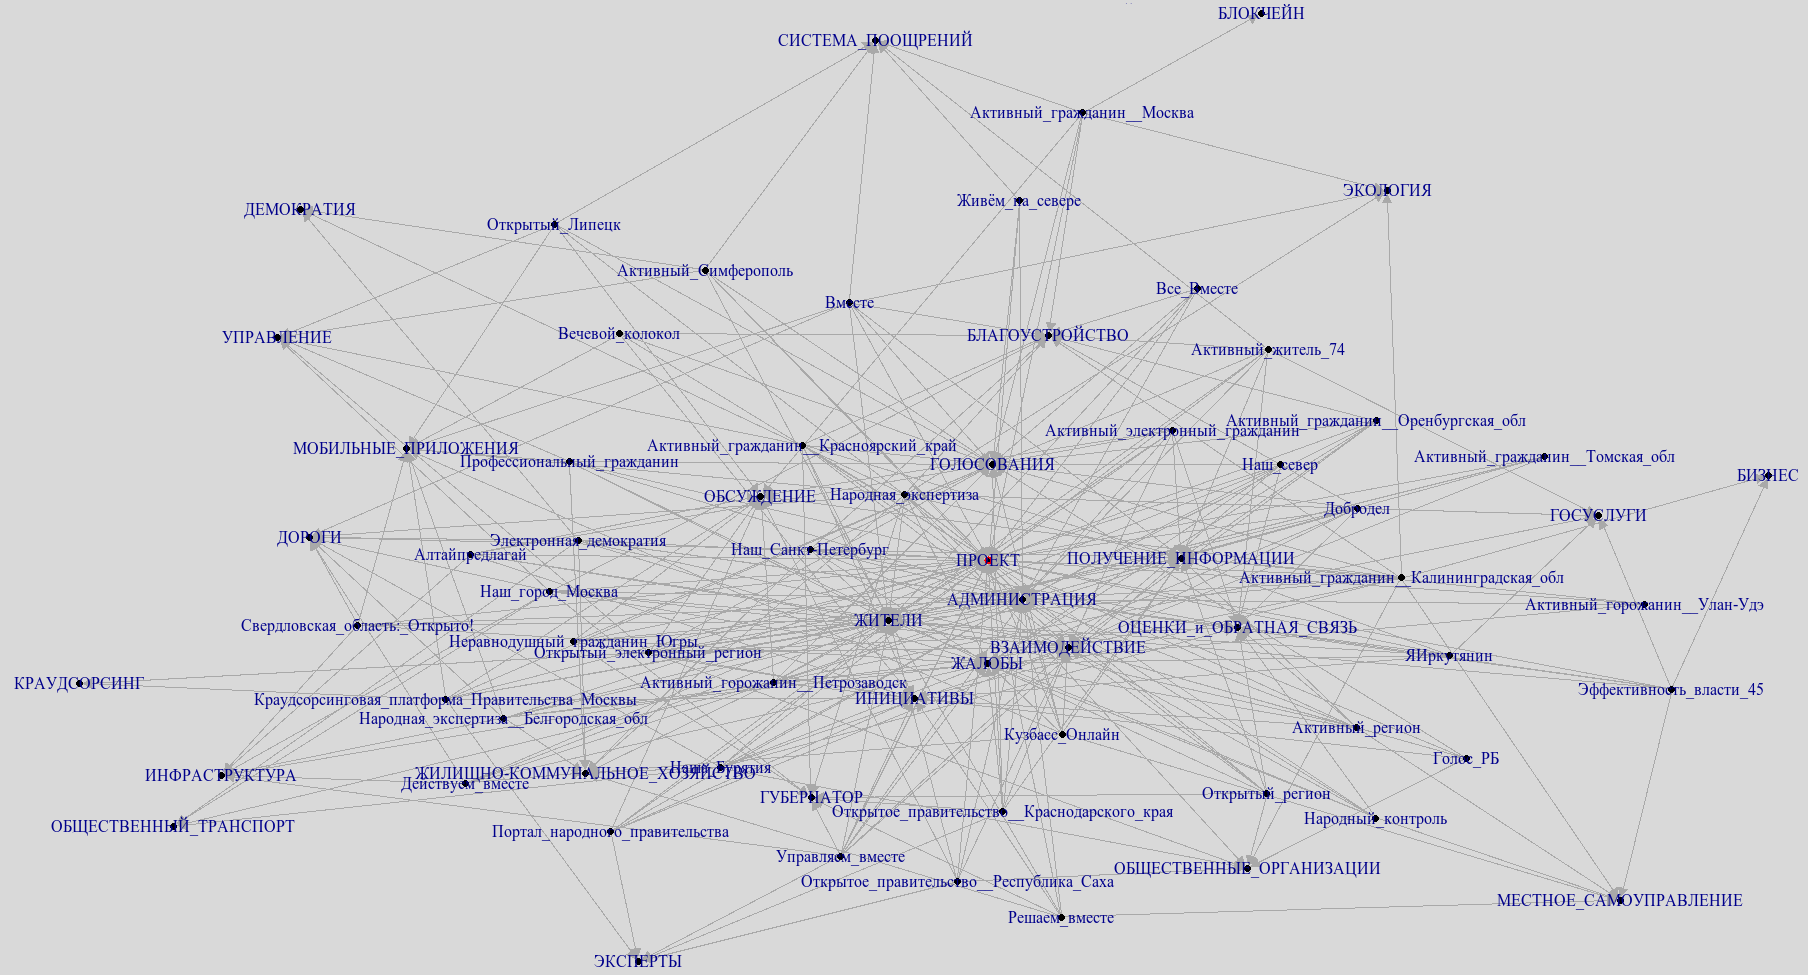 БЛОКЧЕЙН
СИСТЕМА_ПООЩРЕНИЙ
Активный_гражданин__Москва
ЭКОЛОГИЯ
Живём_на_севере
ДЕМОКРАТИЯ
Открытый_Липецк
Активный_Симферополь
Все_Вместе
Вместе
Вечевой_колокол
БЛАГОУСТРОЙСТВО
УПРАВЛЕНИЕ
Активный_житель_74
Активный_гражданин__Оренбургская_обл
Активный_электронный_гражданин
Активный_гражданин__Красноярский_край
МОБИЛЬНЫЕ_ПРИЛОЖЕНИЯ
Активный_гражданин__Томская_обл
Профессиональный_гражданин
ГОЛОСОВАНИЯ
Наш_север
БИЗНЕС
ОБСУЖДЕНИЕ
Народная_экспертиза
Добродел
ГОСУСЛУГИ
ДОРОГИ
Электронная_демократия
Наш_Санкт-Петербург
Алтайпредлагай
ПРОЕКТ
ПОЛУЧЕНИЕ_ИНФОРМАЦИИ
Активный_гражданин__Калининградская_обл
Наш_город_Москва
АДМИНИСТРАЦИЯ
Активный_горожанин__Улан-Удэ
ЖИТЕЛИ
Свердловская_область:_Открыто!
ОЦЕНКИ_и_ОБРАТНАЯ_СВЯЗЬ
Неравнодушный_гражданин_Югры
ВЗАИМОДЕЙСТВИЕ
Открытый_электронный_регион
ЯИркутянин
ЖАЛОБЫ
КРАУДСОРСИНГ
Активный_горожанин__Петрозаводск
Эффективность_власти_45
Краудсорсинговая_платформа_Правительства_Москвы
ИНИЦИАТИВЫ
Народная_экспертиза__Белгородская_обл
Активный_регион
Кузбасс_Онлайн
Голос_РБ
ИНФРАСТРУКТУРА
ЖИЛИЩНО-КОММУНАЛЬНОЕ_ХОЗЯЙСТВО
Наша_Бурятия
Действуем_вместе
ГУБЕРНАТОР
Открытый_регион
Открытое_правительство__Краснодарского_края
Народный_контроль
ОБЩЕСТВЕННЫЙ_ТРАНСПОРТ
Портал_народного_правительства
Управляем_вместе
ОБЩЕСТВЕННЫЕ_ОРГАНИЗАЦИИ
Открытое_правительство__Республика_Саха
МЕСТНОЕ_САМОУПРАВЛЕНИЕ
Решаем_вместе
ЭКСПЕРТЫ